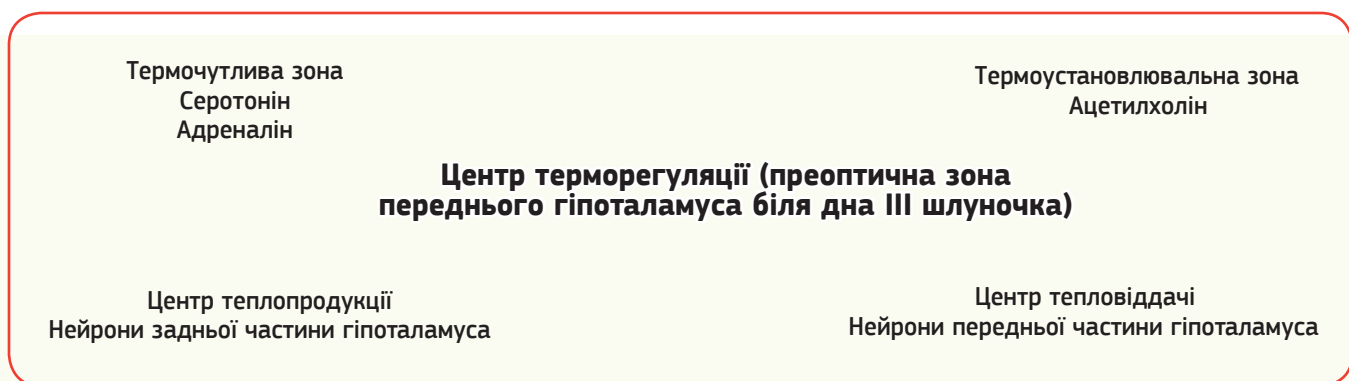 Термочутлива зона
Серотонін
Адреналін
Термоустановлювальна зона
Ацетилхолін
Центр терморегуляції (преоптична зона
переднього гіпоталамуса біля дна III шлуночка)
Центр теплопродукції
Нейрони задньої частини гіпоталамуса
Центр тепловіддачі
Нейрони передньої частини гіпоталамуса